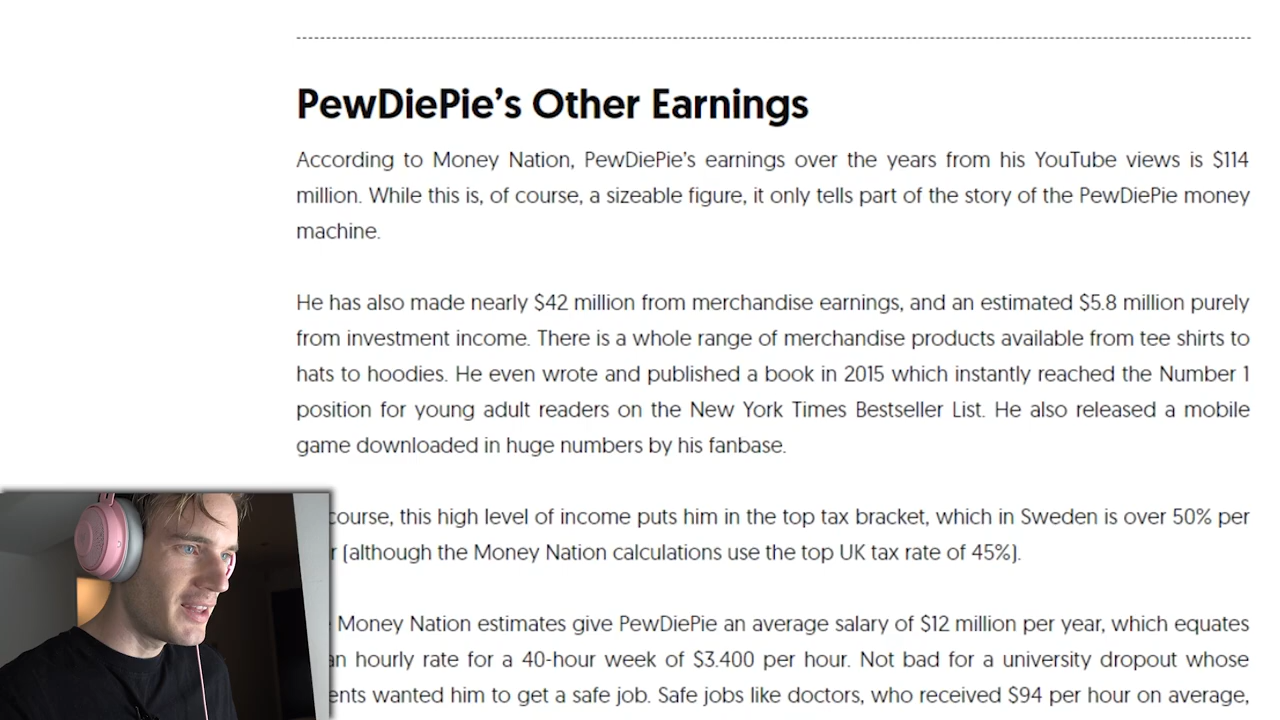 PewDiePie's Other Earnings
According to Money Nation, PewDiePie's earnings over the years from his YouTube views is $114
million. While this is, of course, a sizeable figure, it only tells part of the story of the PewDiePie money
machine.
He has also made nearly $42 million from merchandise earnings, and an estimated $5.8 million purely
from investment income. There is a whole range of merchandise products available from tee shirts to
hats to hoodies. He even wrote and published a book in 2015 which instantly reached the Number 1
position for young adult readers on the New York Times Bestseller List. He also released a mobile
game downloaded in huge numbers by his fanbase.
course, this high level of income puts him in the top tax bracket, which in Sweden is over 50% per
(although the Money Nation calculations use the top UK tax rate of 45%).
Money Nation estimates give PewDiePie an average salary of $12 million per year, which equates
an hourly rate for a 40-hour week of $3.400 per hour. Not bad for a university dropout whose
wanted him to get a safe job. Safe jobs like doctors, who received $94 per hour on average,